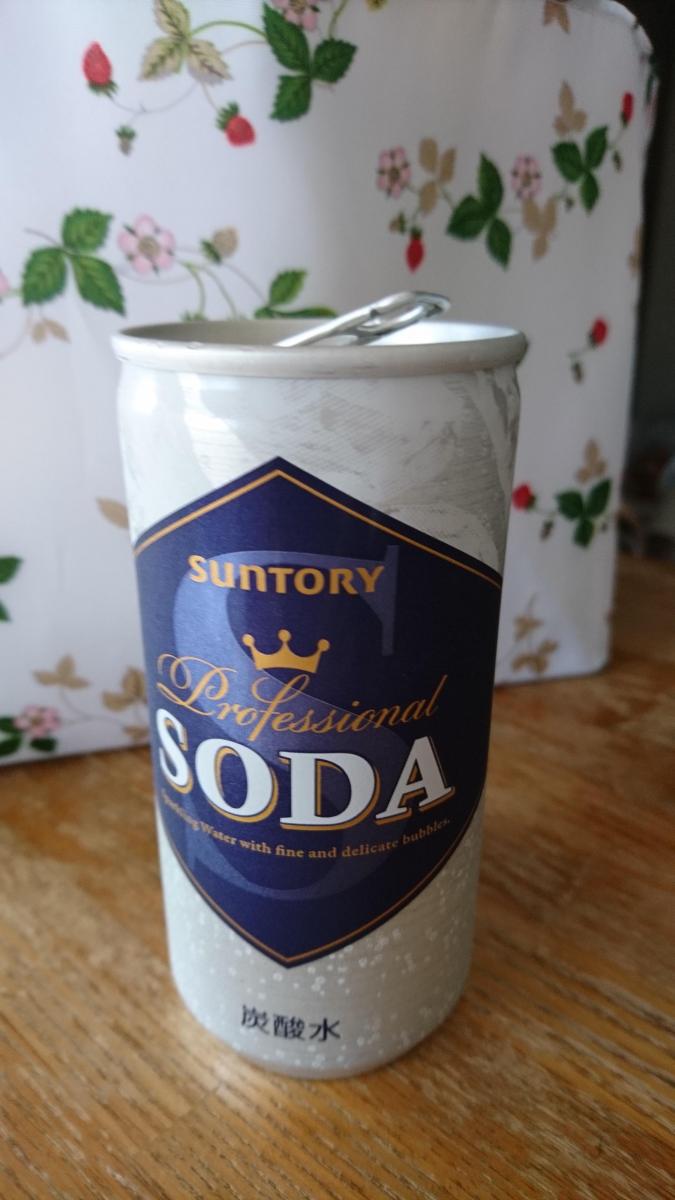 SUNTORY
Professional
SODA
Sparkling Water with fine and delicate bubbles.
炭酸水